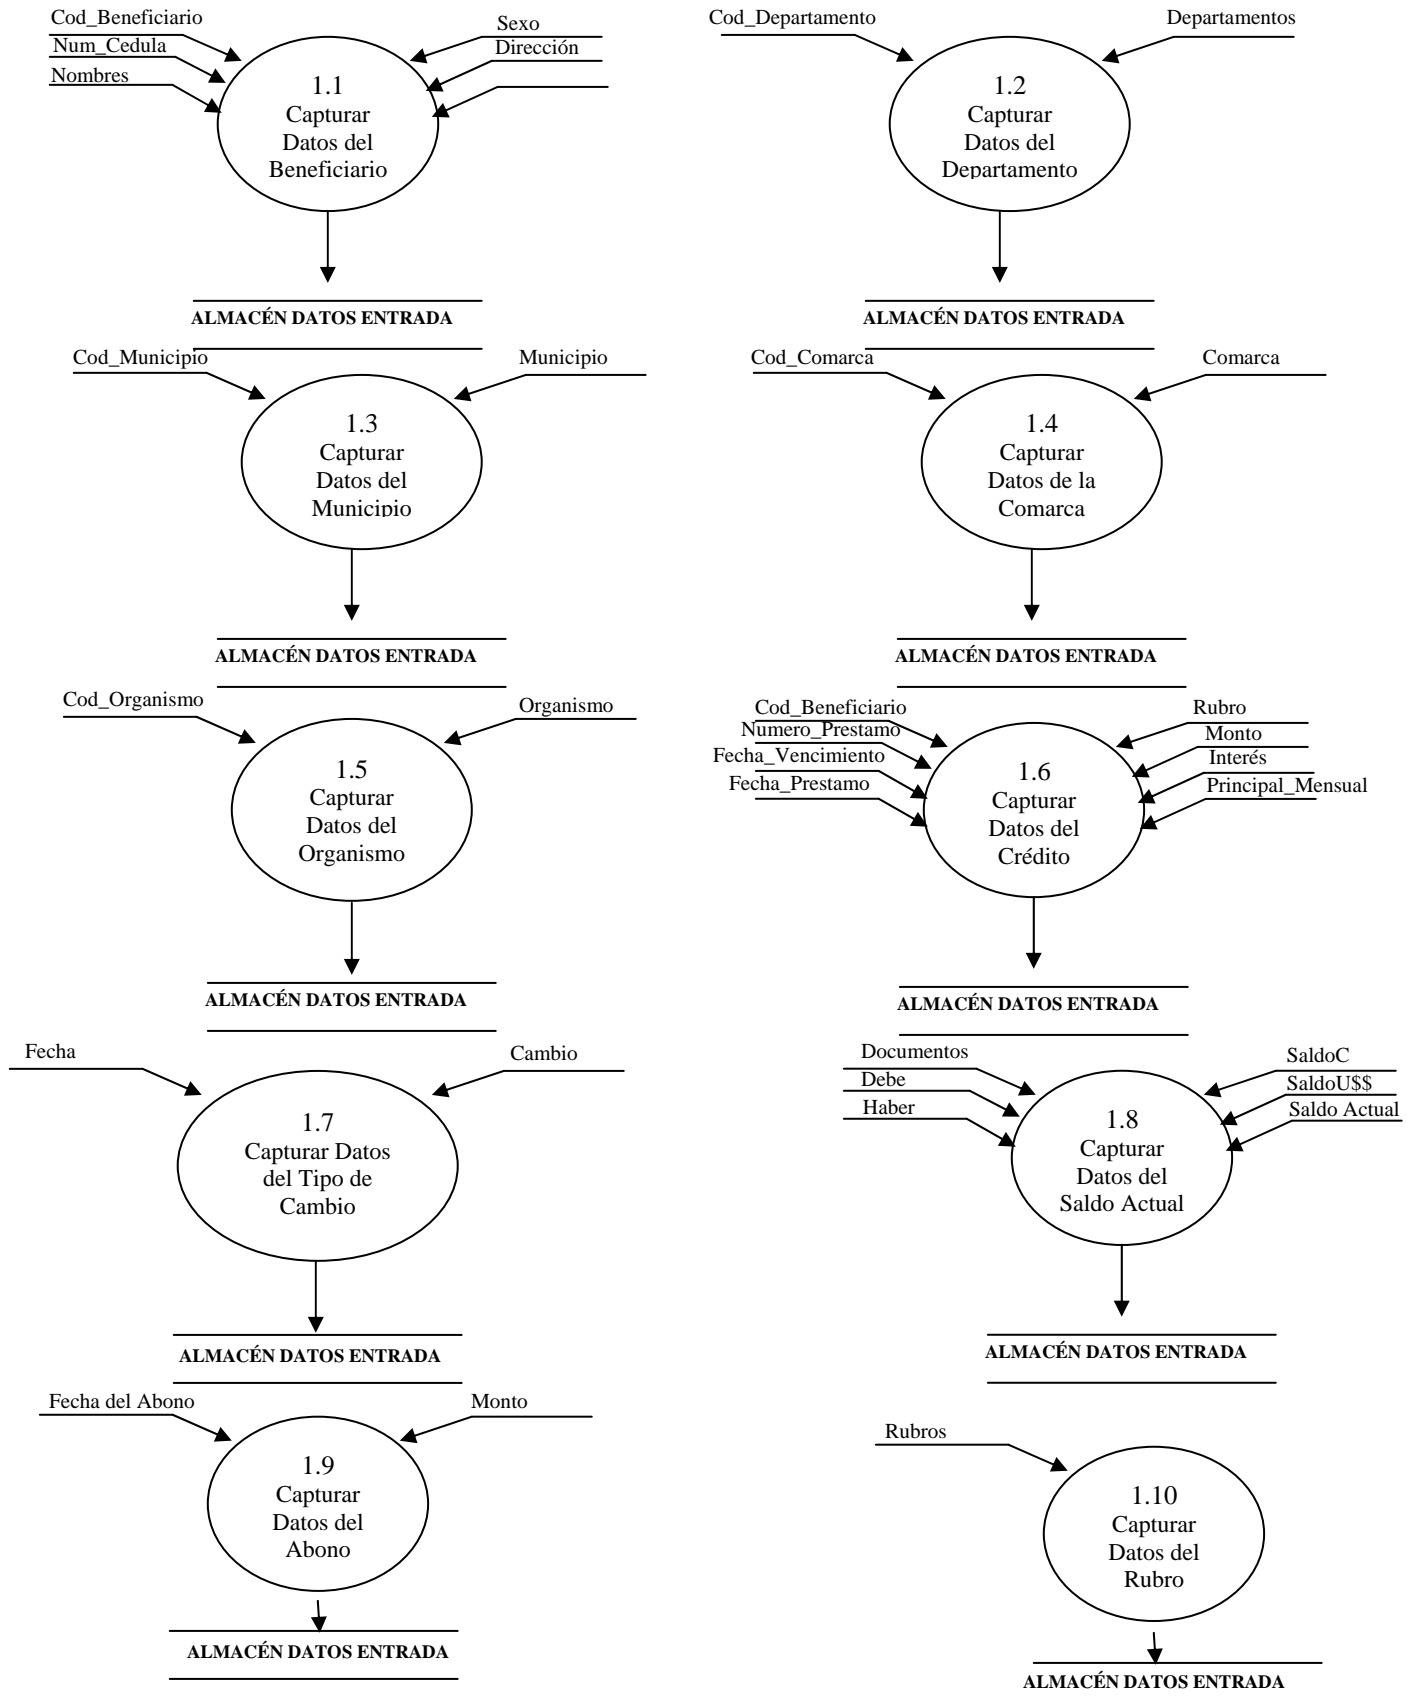 Cod_Beneficiario
Num_Cedula
Nombres
Sexo
Dirección
1.1
Capturar
Datos del
Beneficiario
ALMACÉN DATOS ENTRADA
Cod_Departamento
Departamentos
1.2
Capturar
Datos del
Departamento
ALMACÉN DATOS ENTRADA
Cod_Municipio
Municipio
1.3
Capturar
Datos del
Municipio
ALMACÉN DATOS ENTRADA
Cod_Comarca
Comarca
1.4
Capturar
Datos de la
Comarca
ALMACÉN DATOS ENTRADA
Cod_Organismo
Organismo
1.5
Capturar
Datos del
Organismo
ALMACÉN DATOS ENTRADA
Cod_Beneficiario
Numero_Prestamo
Fecha_Vencimiento
Fecha_Prestamo
Rubro
Monto
Interés
Principal_Mensual
1.6
Capturar
Datos del
Crédito
ALMACÉN DATOS ENTRADA
Fecha
Cambio
1.7
Capturar Datos
del Tipo de
Cambio
ALMACÉN DATOS ENTRADA
Documentos
Debe
Haber
SaldoC
SaldoU$$
Saldo Actual
1.8
Capturar
Datos del
Saldo Actual
ALMACÉN DATOS ENTRADA
Fecha del Abono
Monto
1.9
Capturar
Datos del
Abono
ALMACÉN DATOS ENTRADA
Rubros
1.10
Capturar
Datos del
Rubro
ALMACÉN DATOS ENTRADA